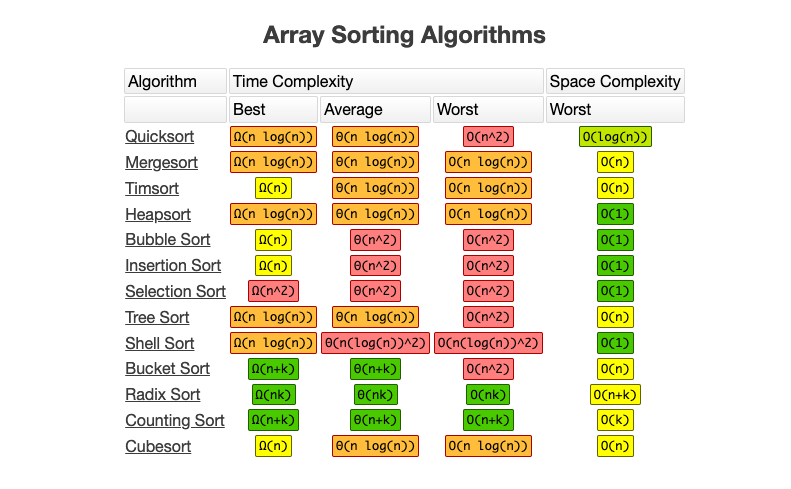 Array Sorting Algorithms
Algorithm Time Complexity Space Complexity
Best Average Worst Worst
Quicksort Ω(n log(n)) θ(n log(n)) O(n^2) O(log(n))
Mergesort Ω(n log(n)) θ(n log(n)) O(n log(n)) O(n)
Timsort Ω(n) θ(n log(n)) O(n log(n)) O(n)
Heapsort Ω(n log(n)) θ(n log(n)) O(n log(n)) O(1)
Bubble Sort Ω(n) θ(n^2) O(n^2) O(1)
Insertion Sort Ω(n) θ(n^2) O(n^2) O(1)
Selection Sort Ω(n^2) θ(n^2) O(n^2) O(1)
Tree Sort Ω(n log(n)) θ(n log(n)) O(n^2) O(n)
Shell Sort Ω(n log(n)) θ(n(log(n))^2) O(n(log(n))^2) O(1)
Bucket Sort Ω(n+k) θ(n+k) O(n^2) O(n)
Radix Sort Ω(nk) θ(nk) O(nk) O(n+k)
Counting Sort Ω(n+k) θ(n+k) O(n+k) O(k)
Cubesort Ω(n) θ(n log(n)) O(n log(n)) O(n)